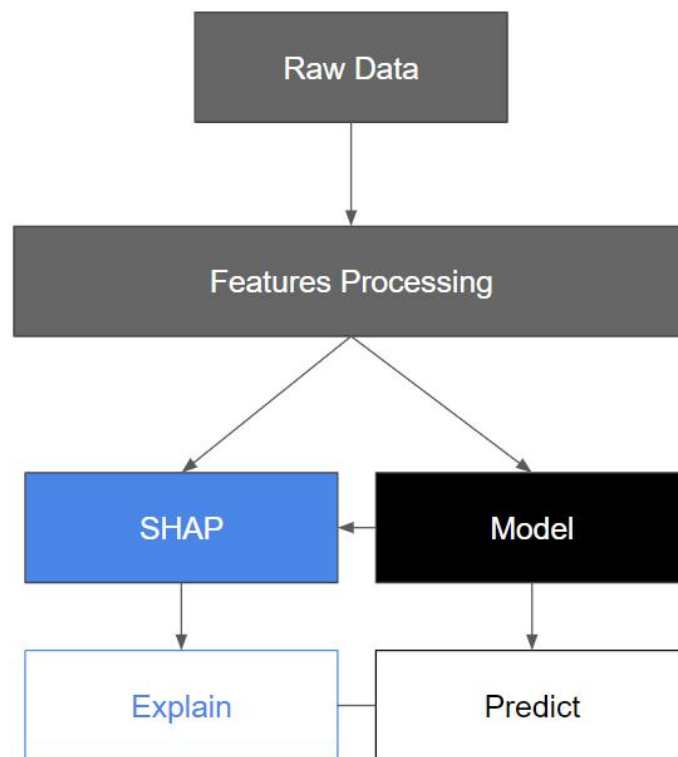 Raw Data
Features Processing
SHAP
Model
Explain
Predict